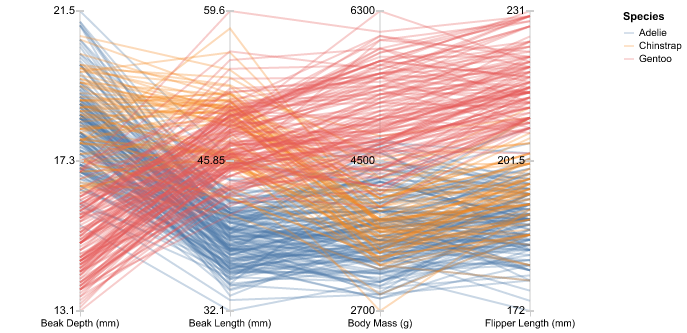 21.5 59.6 6300 231
Species
Adelie
Chinstrap
Gentoo
17.3 45.85 4500 201.5
13.1 32.1 2700 172
Beak Depth (mm) Beak Length (mm) Body Mass (g) Flipper Length (mm)